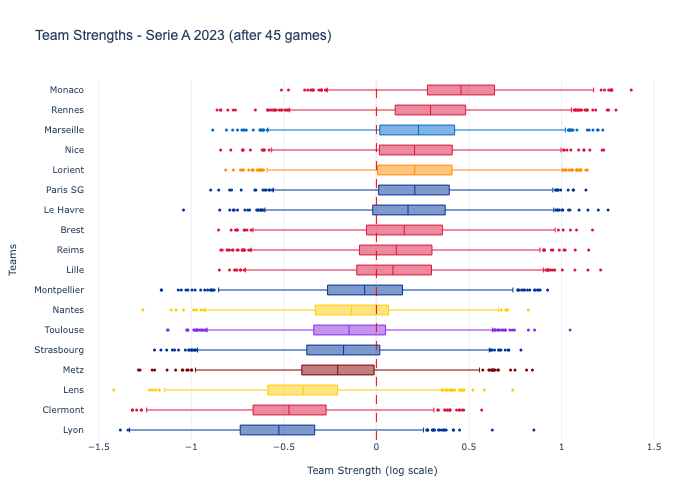 Team Strengths - Serie A 2023 (after 45 games)
Monaco
Rennes
Marseille
Nice
Lorient
Paris SG
Le Havre
Brest
Reims
Lille
Montpellier
Nantes
Toulouse
Strasbourg
Metz
Lens
Clermont
Lyon
Teams
−1.5 −1 −0.5 0 0.5 1 1.5
Team Strength (log scale)